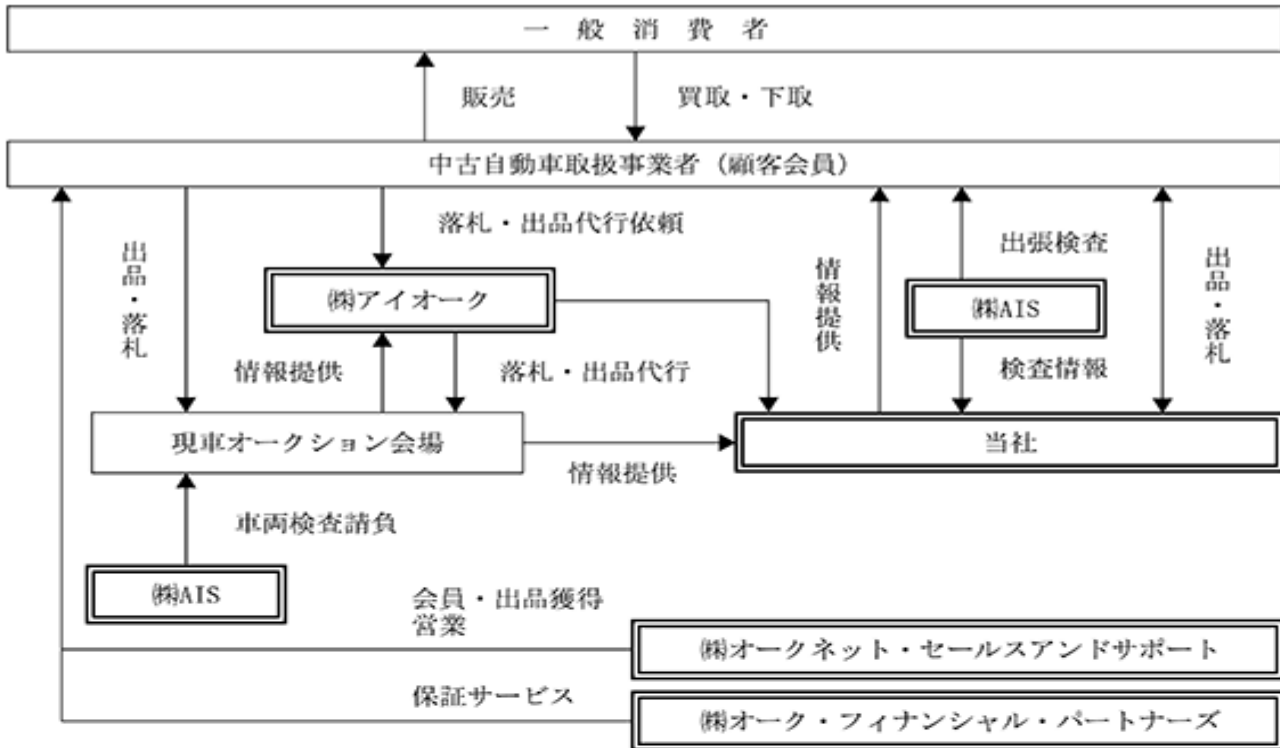 一般消費者
販売
買取・下取
中古自動車取扱事業者（顧客会員）
出品・落札
落札・出品代行依頼
㈱アイオーク
情報提供
落札・出品代行
情報提供
出張検査
㈱AIS
検査情報
出品・落札
現車オークション会場
情報提供
当社
車両検査請負
㈱AIS
会員・出品獲得
営業
㈱オークネット・セールスアンドサポート
保証サービス
㈱オーク・フィナンシャル・パートナーズ